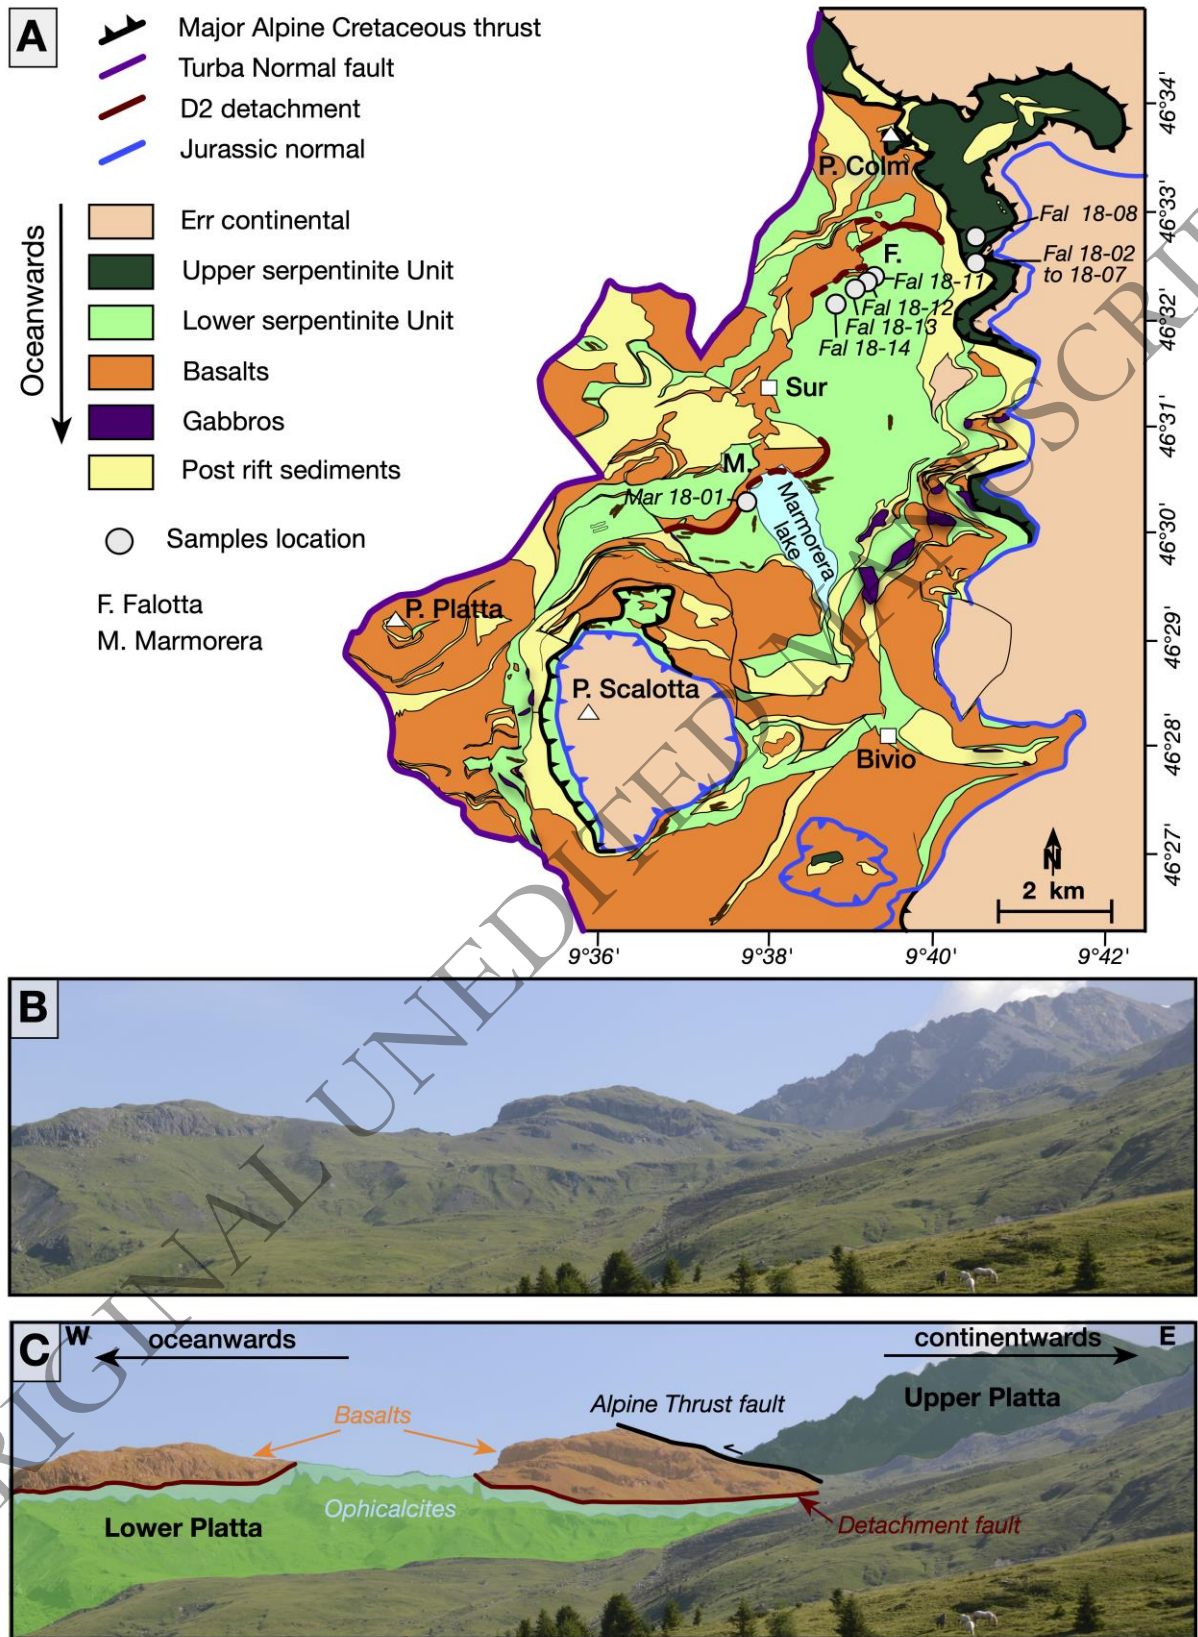 A
Major Alpine Cretaceous thrust
Turba Normal fault
D2 detachment
Jurassic normal
Oceanwards
Err continental
Upper serpentinite Unit
Lower serpentinite Unit
Basalts
Gabbros
Post rift sediments
Samples location
F. Falotta
M. Marmorera
P. Colm
F.
Fal 18-08
Fal 18-02
to 18-07
Fal 18-11
Fal 18-12
Fal 18-13
Fal 18-14
Sur
M.
Mar 18-01
Marmorera
lake
P. Platta
P. Scalotta
Bivio
N
2 km
46°34'
46°33'
46°32'
46°31'
46°30'
46°29'
46°28'
46°27'
9°36'
9°38'
9°40'
9°42'
B
C
W
oceanwards
continentwards
E
Basalts
Alpine Thrust fault
Upper Platta
Ophicalcites
Lower Platta
Detachment fault
ORIGINAL UNEDITED MANUSCRI